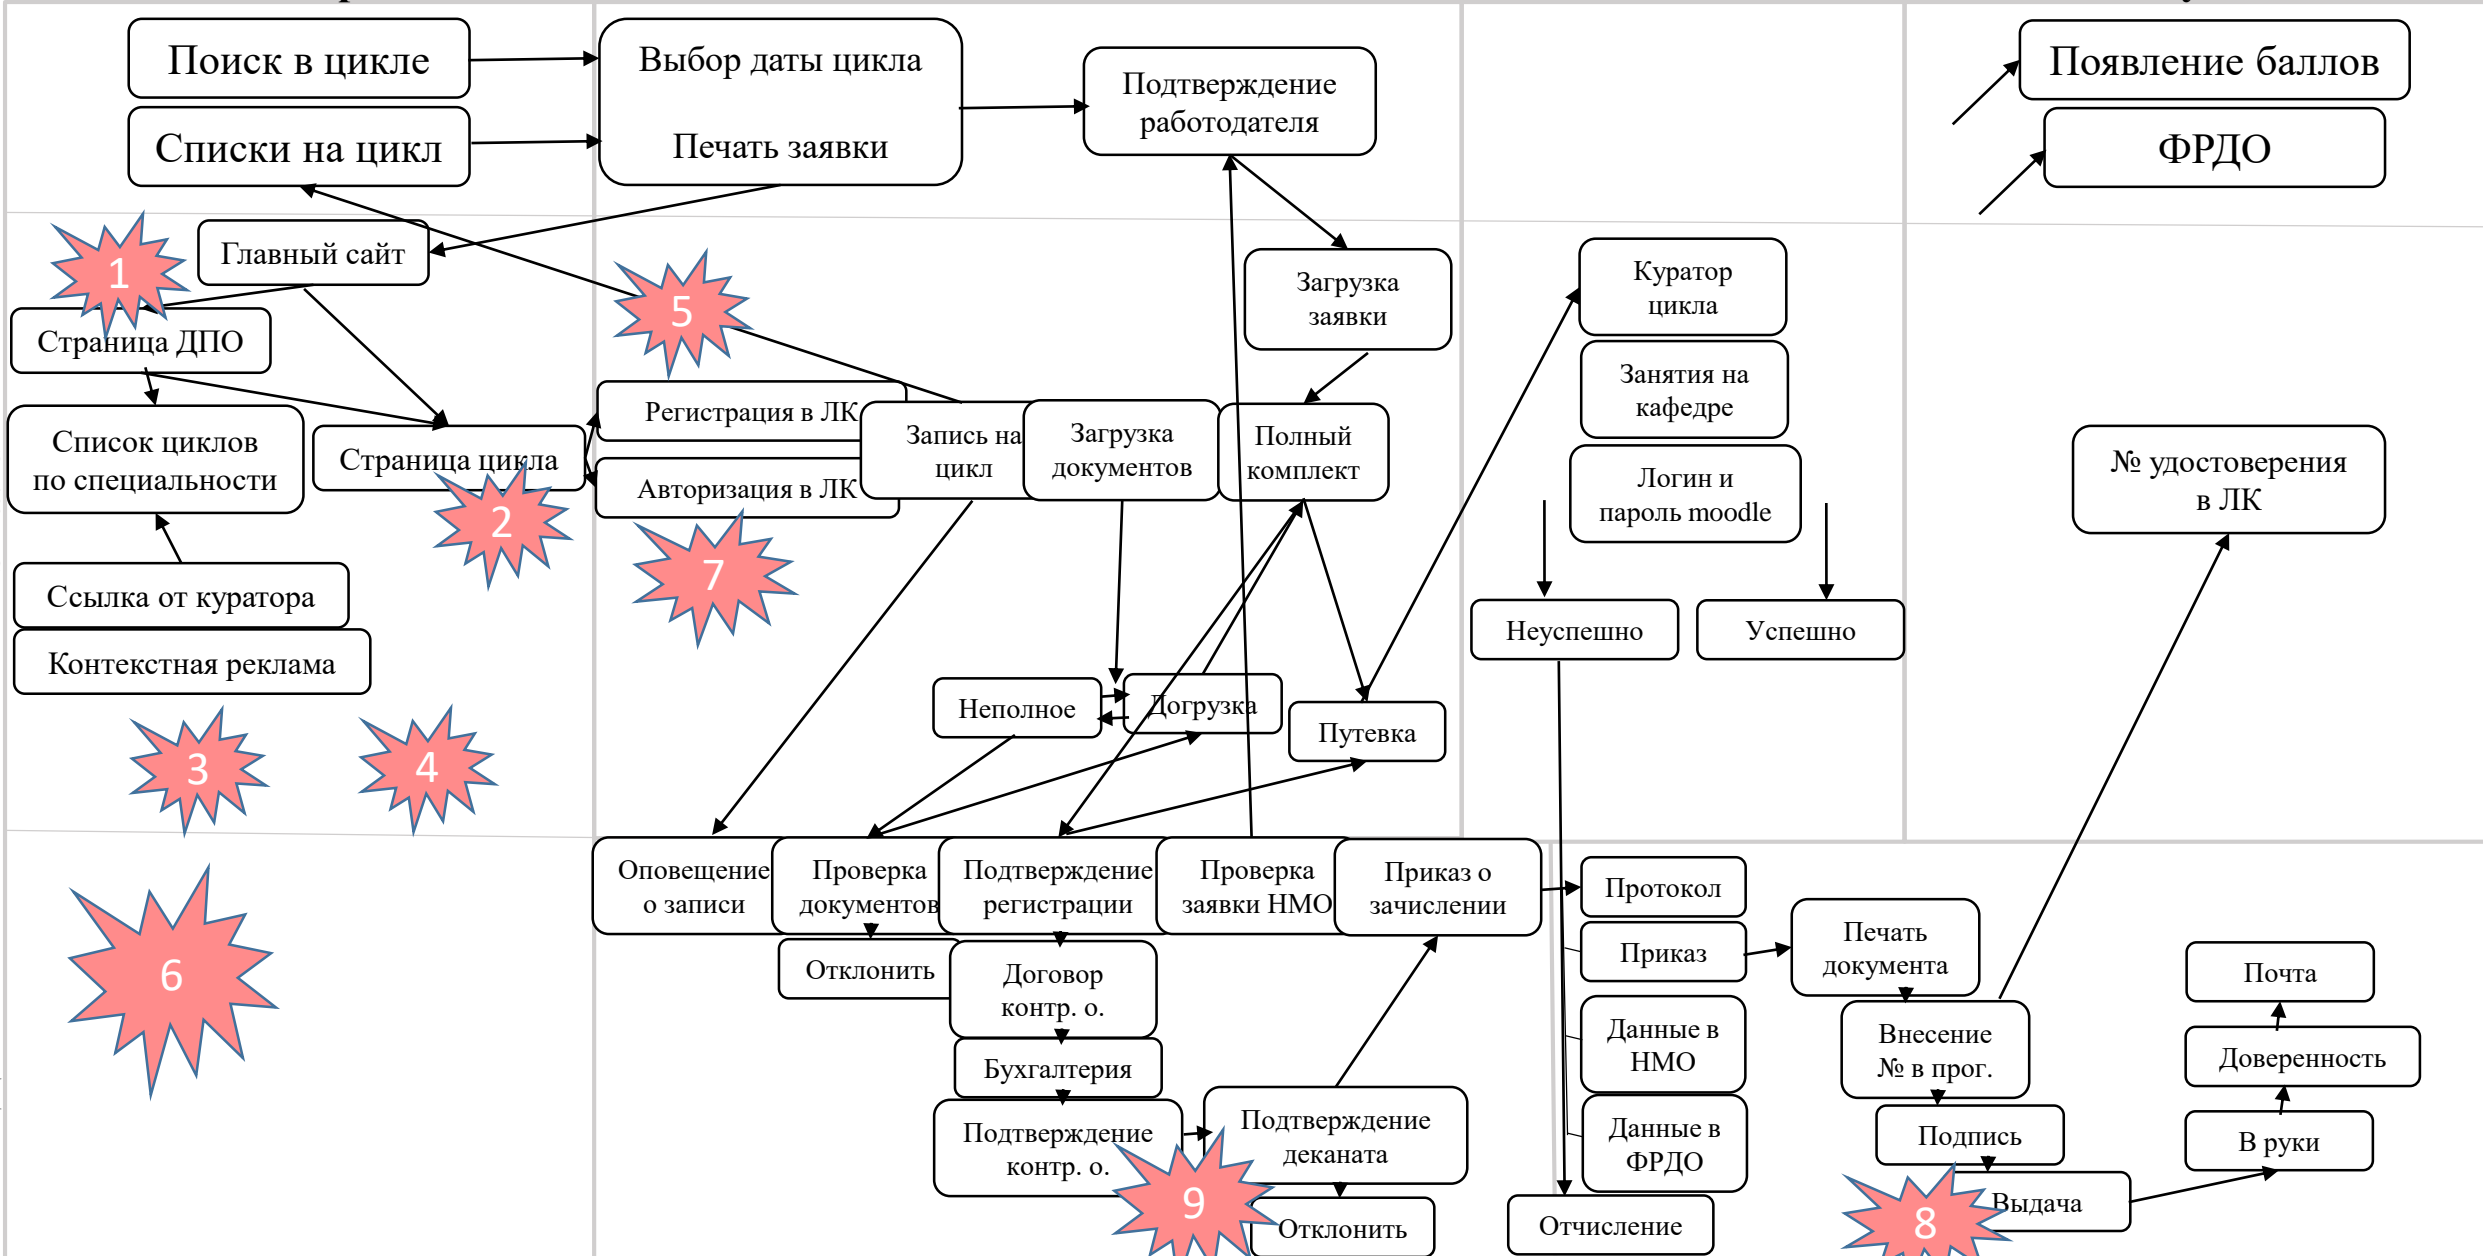 Поиск в цикле
Списки на цикл
Выбор даты цикла
Печать заявки
Подтверждение
работодателя
Появление баллов
ФРДО
1
Главный сайт
Страница ДПО
Список циклов
по специальности
Страница цикла
2
Ссылка от куратора
Контекстная реклама
3
4
5
Регистрация в ЛК
Авторизация в ЛК
7
Запись на
цикл
Загрузка
документов
Загрузка
заявки
Полный
комплект
Неполное
Догрузка
Путевка
Куратор
цикла
Занятия на
кафедре
Логин и
пароль moodle
Неуспешно
Успешно
№ удостоверения
в ЛК
6
Оповещение
о записи
Проверка
документов
Подтверждение
регистрации
Проверка
заявки НМО
Приказ о
зачислении
Отклонить
Договор
контр. о.
Бухгалтерия
Подтверждение
контр. о.
9
Подтверждение
деканата
Отклонить
Протокол
Приказ
Данные в
НМО
Данные в
ФРДО
Отчисление
Печать
документа
Внесение
№ в прог.
Подпись
8
Выдача
Почта
Доверенность
В руки